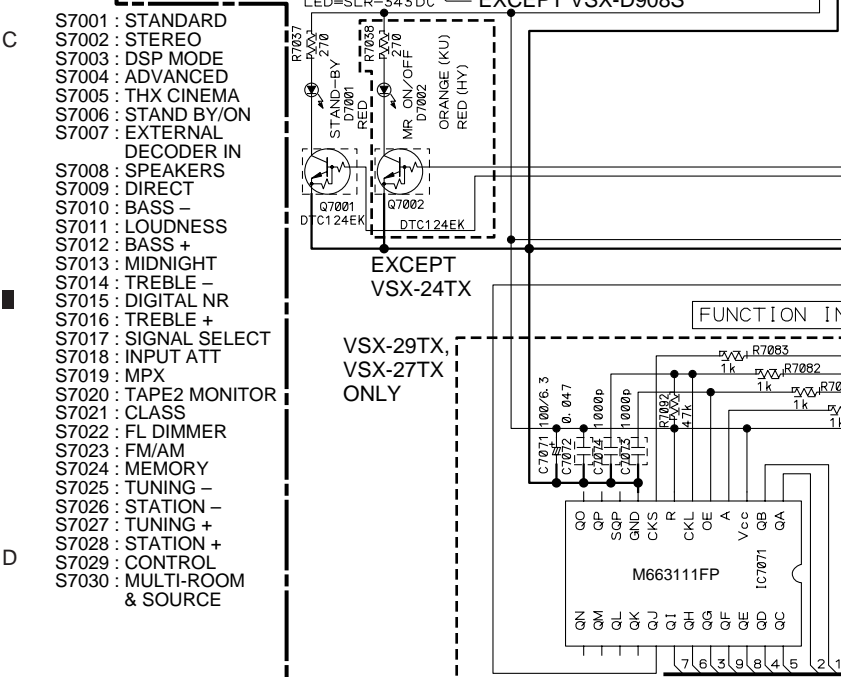 LED=SLR-343DC
EXCEPT VSX-D908S
C
S7001 : STANDARD
S7002 : STEREO
S7003 : DSP MODE
S7004 : ADVANCED
S7005 : THX CINEMA
S7006 : STAND BY/ON
S7007 : EXTERNAL
DECODER IN
S7008 : SPEAKERS
S7009 : DIRECT
S7010 : BASS –
S7011 : LOUDNESS
S7012 : BASS +
S7013 : MIDNIGHT
S7014 : TREBLE –
S7015 : DIGITAL NR
S7016 : TREBLE +
S7017 : SIGNAL SELECT
S7018 : INPUT ATT
S7019 : MPX
S7020 : TAPE2 MONITOR
S7021 : CLASS
S7022 : FL DIMMER
S7023 : FM/AM
S7024 : MEMORY
S7025 : TUNING –
S7026 : STATION –
S7027 : TUNING +
S7028 : STATION +
S7029 : CONTROL
S7030 : MULTI-ROOM
& SOURCE
D
R7037
270
STAND-BY
D7001
RED
R7038
270
MR ON/OFF
D7002
ORANGE (KU)
RED (HY)
Q7001
DTC124EK
Q7002
DTC124EK
EXCEPT
VSX-24TX
FUNCTION IN
VSX-29TX,
VSX-27TX
ONLY
R7083
1k
R7082
1k
R70
1k
1k
C7071 100/6.3
C7072 0.047
C7074 1000p
C7073 1000p
R7092
47k
QO
QP
SQP
GND
CKS
R
CKL
OE
A
Vcc
QB
QA
M663111FP
IC7071
QN
QM
QL
QK
QJ
QI
QH
QG
QF
QE
QD
QC
7 6 3 9 8 4 5 2 1